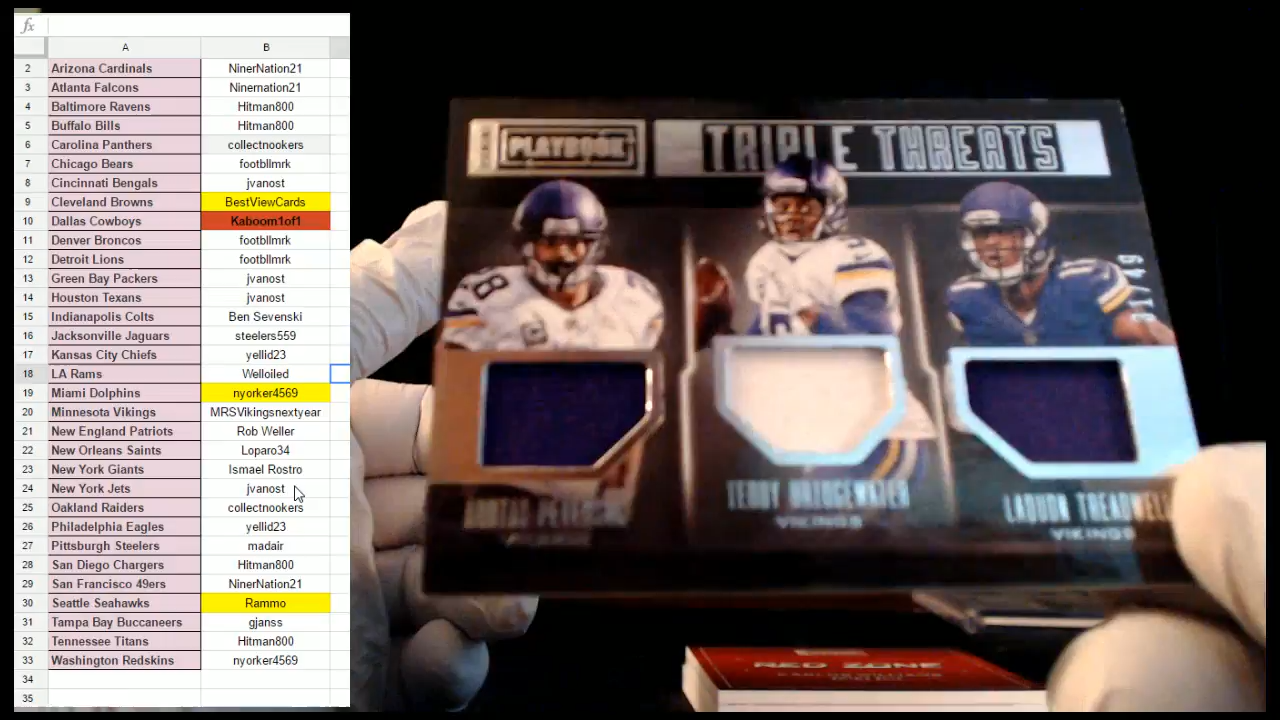 fx
A B
2 Arizona Cardinals NinerNation21
3 Atlanta Falcons Ninernation21
4 Baltimore Ravens Hitman800
5 Buffalo Bills Hitman800
6 Carolina Panthers collectnookers
7 Chicago Bears footbllmrk
8 Cincinnati Bengals jvanost
9 Cleveland Browns BestViewCards
10 Dallas Cowboys Kaboom1of1
11 Denver Broncos footbllmrk
12 Detroit Lions footbllmrk
13 Green Bay Packers jvanost
14 Houston Texans jvanost
15 Indianapolis Colts Ben Sevenski
16 Jacksonville Jaguars steelers559
17 Kansas City Chiefs yellid23
18 LA Rams Welloiled
19 Miami Dolphins nyorker4569
20 Minnesota Vikings MRSVikingsnextyear
21 New England Patriots Rob Weller
22 New Orleans Saints Loparo34
23 New York Giants Ismael Rostro
24 New York Jets jvanost
25 Oakland Raiders collectnookers
26 Philadelphia Eagles yellid23
27 Pittsburgh Steelers madair
28 San Diego Chargers Hitman800
29 San Francisco 49ers NinerNation21
30 Seattle Seahawks Rammo
31 Tampa Bay Buccaneers gjanss
32 Tennessee Titans Hitman800
33 Washington Redskins nyorker4569
34
35
PLAYBOOK TRIPLE THREATS
28
TEDDY BRIDGEWATER
VIKINGS
LAQUON TREADWELL
VIKINGS
RED ZONE